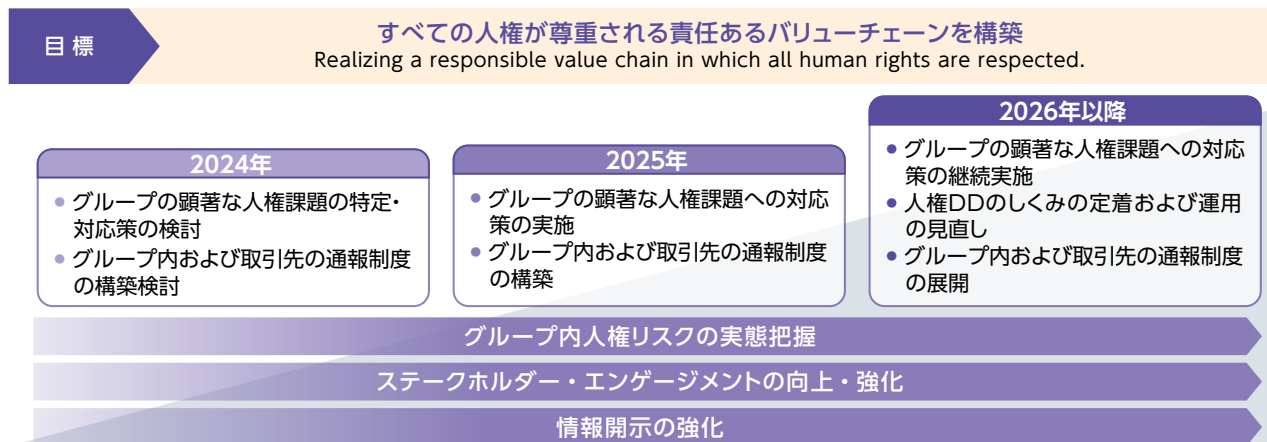 目標
すべての人権が尊重される責任あるバリューチェーンを構築
Realizing a responsible value chain in which all human rights are respected.
2024年
● グループの顕著な人権課題の特定・
対応策の検討
● グループ内および取引先の通報制度
の構築検討
2025年
● グループの顕著な人権課題への対応
策の実施
● グループ内および取引先の通報制度
の構築
2026年以降
● グループの顕著な人権課題への対応
策の継続実施
● 人権DDのしくみの定着および運用
の見直し
● グループ内および取引先の通報制度
の展開
グループ内人権リスクの実態把握
ステークホルダー・エンゲージメントの向上・強化
情報開示の強化